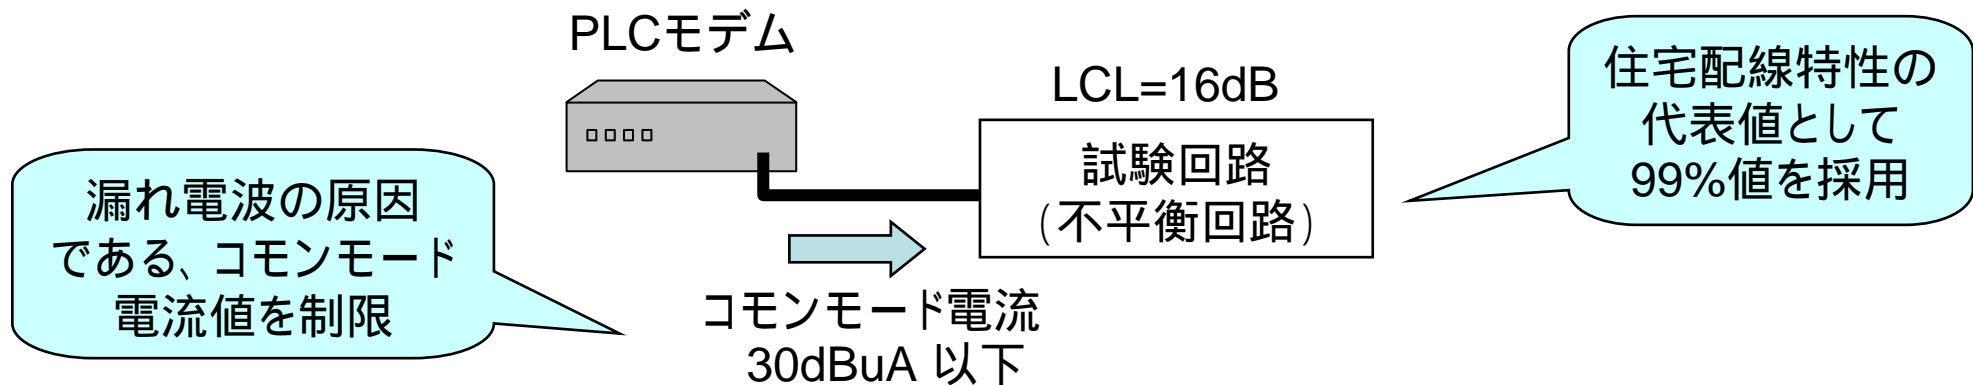 PLCモデム
LCL=16dB
試験回路
(不平衡回路)
住宅配線特性の
代表値として
99%値を採用
漏れ電波の原因
である、コモンモード
電流値を制限
コモンモード電流
30dBuA 以下